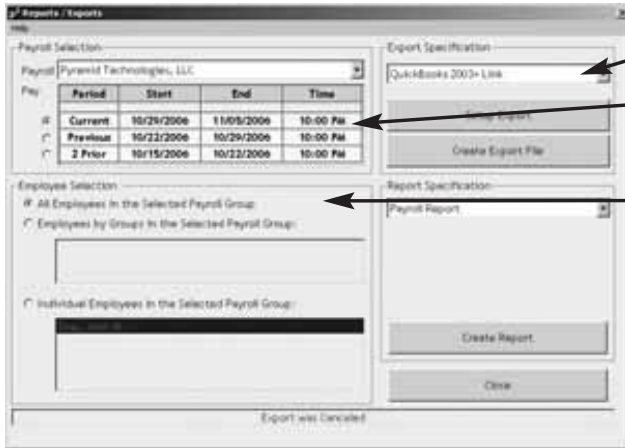 Reports / Exports
Help
Payroll Selection
Payroll Pyramid Technologies, LLC
Pay
Period Start End Time
Current 10/29/2006 11/05/2006 10:00 PM
Previous 10/22/2006 10/29/2006 10:00 PM
2 Prior 10/15/2006 10/22/2006 10:00 PM
Export Specification
QuickBooks 2003+ Link
Setup Export
Create Export File
Employee Selection
All Employees In the Selected Payroll Group
Employees by Groups In the Selected Payroll Group:
Individual Employees In the Selected Payroll Group:
Report Specification
Payroll Report
Create Report
Close
Export was Canceled